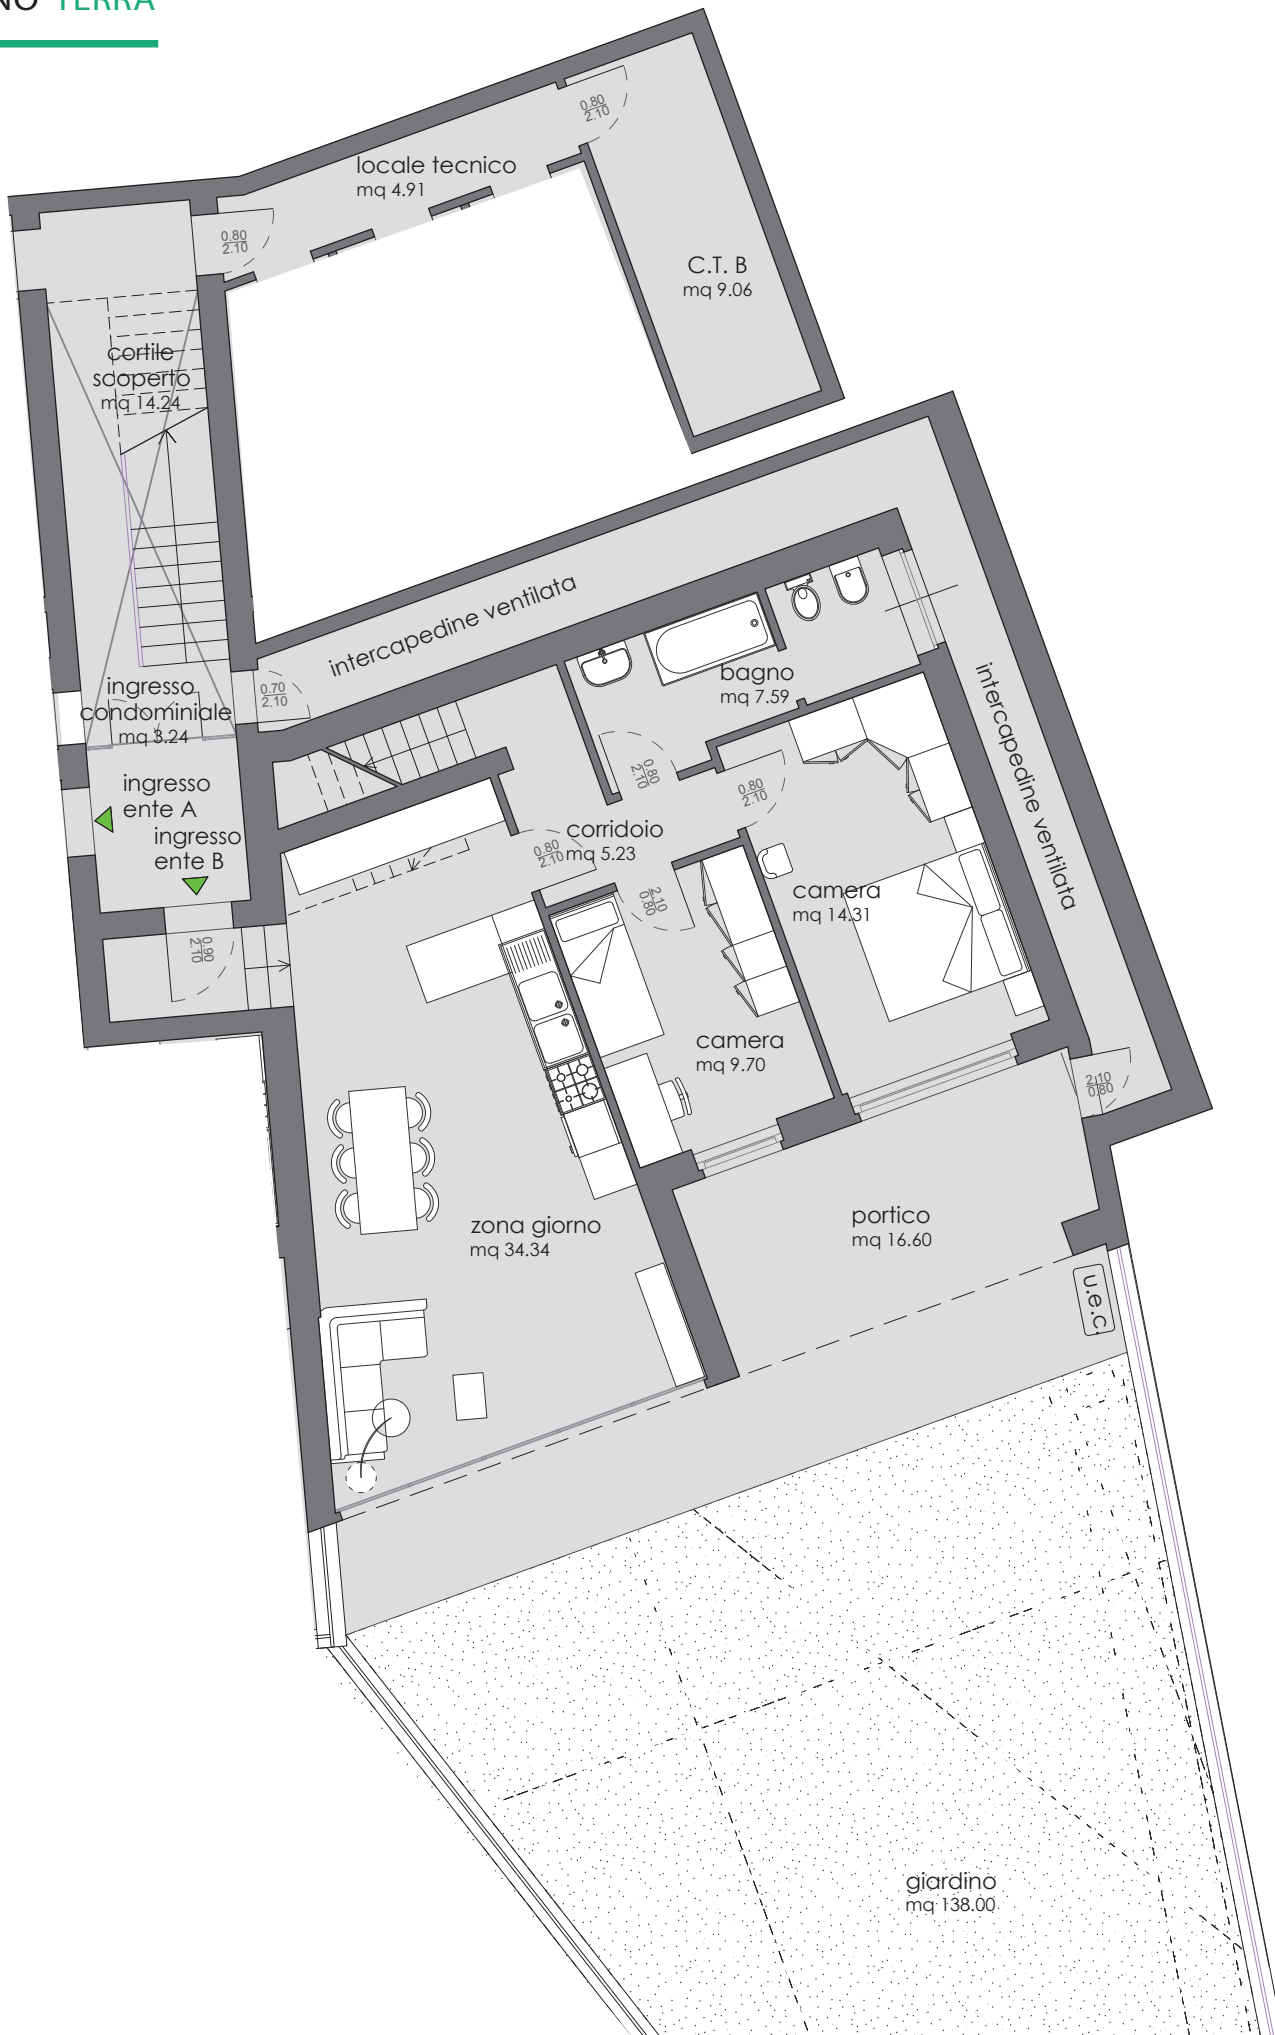 NO TERRA
0.80
2.10
locale tecnico
mq 4.91
0.80
2.10
C.T. B
mq 9.06
cortile
scoperto
mq 14.24
intercapedine ventilata
0.70
2.10
ingresso
condominiale
mq 3.24
bagno
mq 7.59
intercapedine ventilata
0.80
2.10
0.80
2.10
ingresso
ente A
ingresso
ente B
corridoio
mq 5.23
0.80
2.10
2.10
0.80
camera
mq 14.31
0.90
2.10
camera
mq 9.70
2.10
0.80
zona giorno
mq 34.34
portico
mq 16.60
u.e.c.
giardino
mq 138.00